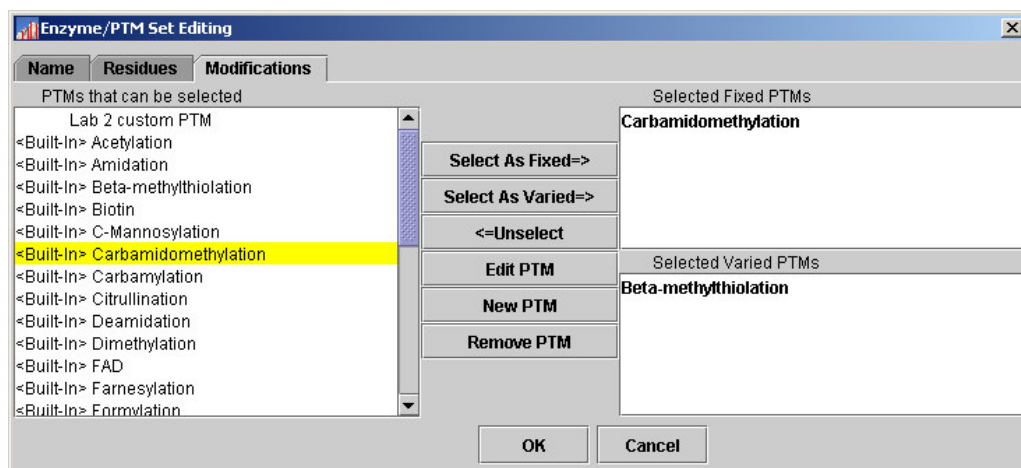 Enzyme/PTM Set Editing
Name Residues Modifications
PTMs that can be selected
Lab 2 custom PTM
<Built-In> Acetylation
<Built-In> Amidation
<Built-In> Beta-methylthiolation
<Built-In> Biotin
<Built-In> C-Mannosylation
<Built-In> Carbamidomethylation
<Built-In> Carbamylation
<Built-In> Citrullination
<Built-In> Deamidation
<Built-In> Dimethylation
<Built-In> FAD
<Built-In> Farnesylation
<Built-In> Formylation
Select As Fixed=>
Select As Varied=>
<=Unselect
Edit PTM
New PTM
Remove PTM
Selected Fixed PTMs
Carbamidomethylation
Selected Varied PTMs
Beta-methylthiolation
OK Cancel